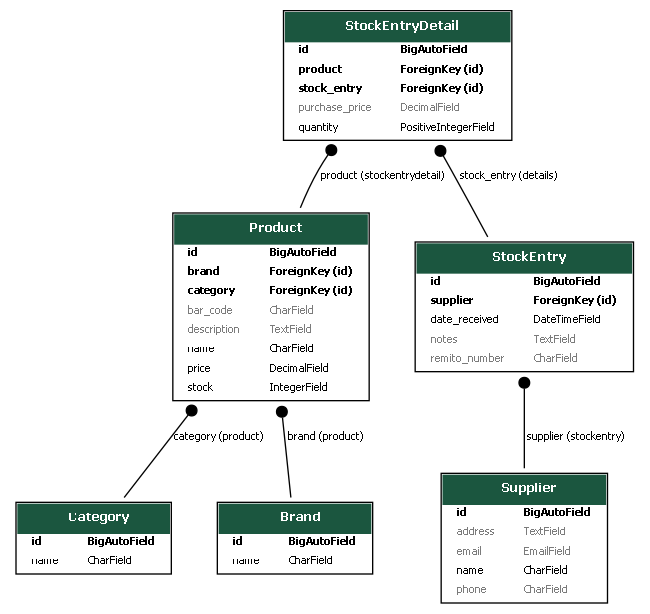 StockEntryDetail
id BigAutoField
product ForeignKey (id)
stock_entry ForeignKey (id)
purchase_price DecimalField
quantity PositiveIntegerField
product (stockentrydetail)
stock_entry (details)
Product
id BigAutoField
brand ForeignKey (id)
category ForeignKey (id)
bar_code CharField
description TextField
name CharField
price DecimalField
stock IntegerField
StockEntry
id BigAutoField
supplier ForeignKey (id)
date_received DateTimeField
notes TextField
remito_number CharField
category (product)
brand (product)
supplier (stockentry)
Category
id BigAutoField
name CharField
Brand
id BigAutoField
name CharField
Supplier
id BigAutoField
address TextField
email EmailField
name CharField
phone CharField